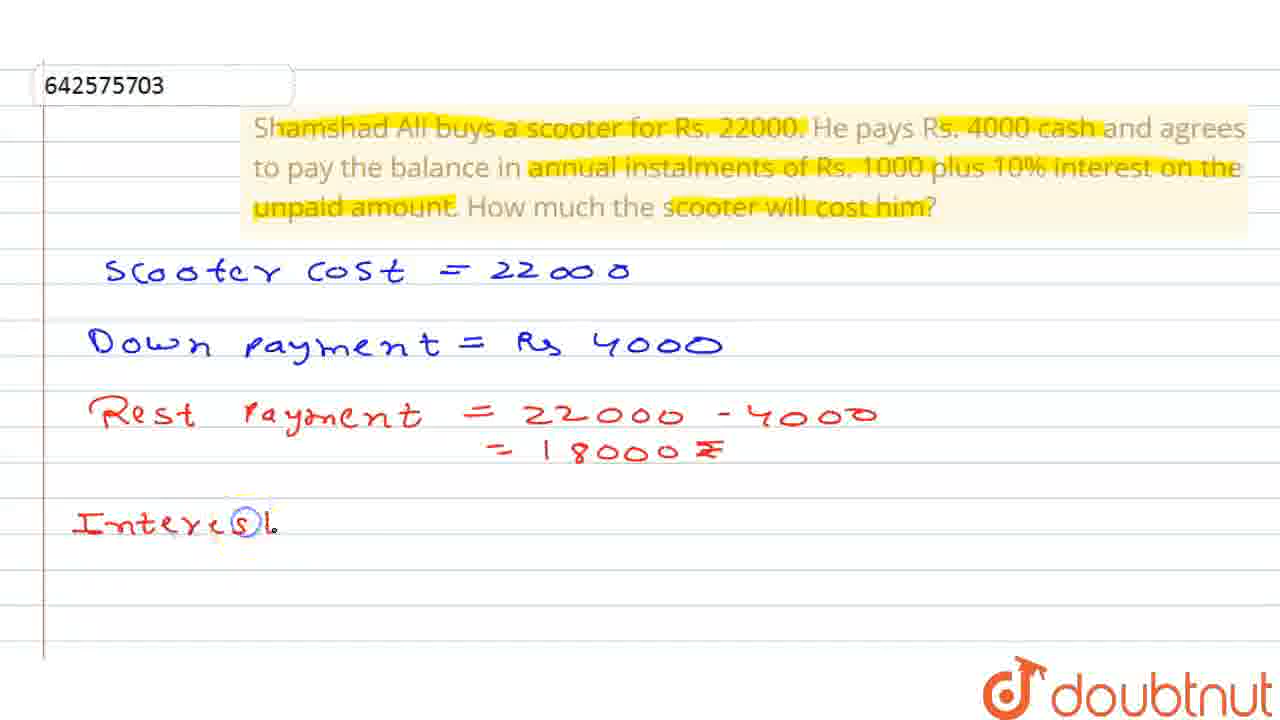 642575703
Shamshad All buys a scooter for Rs. 22000. He pays Rs. 4000 cash and agrees
to pay the balance in annual instalments of Rs. 1000 plus 10% interest on the
unpaid amount. How much the scooter will cost him?
Scooter cost = 22000
Down payment = Rs 4000
Rest Payment = 22000 - 4000
= 18000
Interes
doubtnut